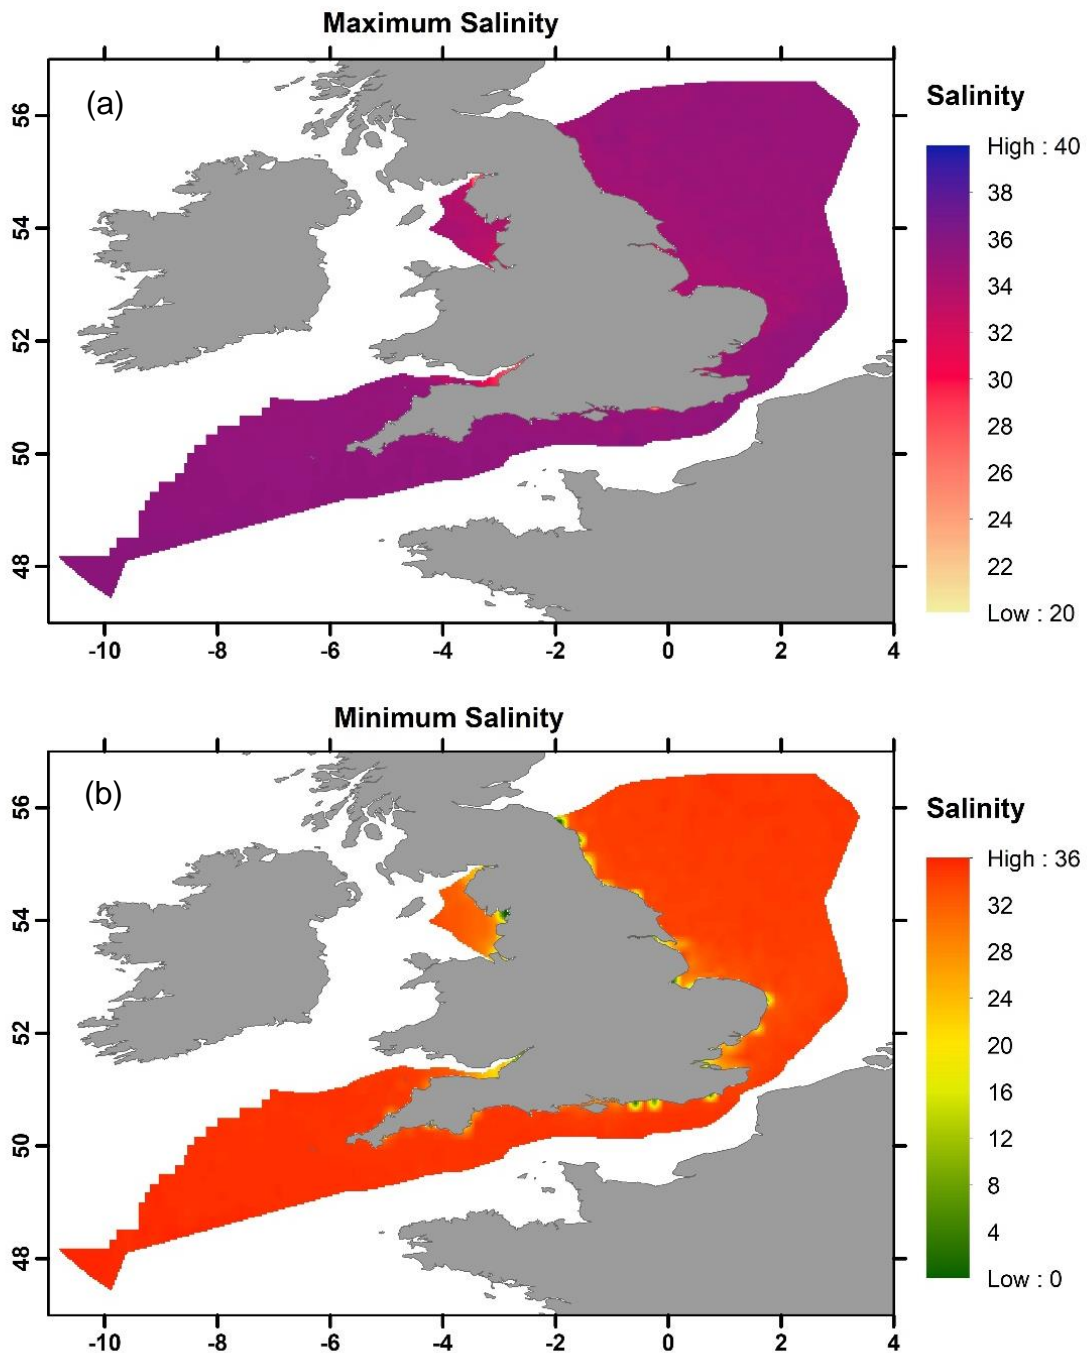 Maximum Salinity
(a)
56
54
52
50
48
-10 -8 -6 -4 -2 0 2 4
Salinity
High : 40
38
36
34
32
30
28
26
24
22
Low : 20
Minimum Salinity
(b)
56
54
52
50
48
-10 -8 -6 -4 -2 0 2 4
Salinity
High : 36
32
28
24
20
16
12
8
4
Low : 0